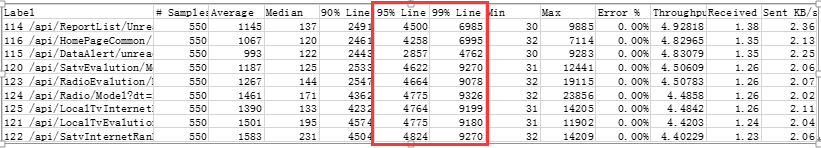 Label # Samples Average Median 90% Line 95% Line 99% Line Min Max Error % Throughpu Received Sent KB/s
114 /api/ReportList/Unre 550 1145 137 2491 4500 6985 30 9885 0.00% 4.92818 1.38 2.36
116 /api/HomePageCommon/ 550 1067 120 2461 4258 6995 32 7114 0.00% 4.82965 1.35 2.13
115 /api/DataAlert/unrea 550 993 122 2443 2857 4762 30 9283 0.00% 4.83079 1.35 2.25
120 /api/SatvEvalution/M 550 1187 125 2533 4622 9270 31 12441 0.00% 4.50609 1.26 2.06
123 /api/RadioEvalution/ 550 1267 144 2547 4664 9078 32 19115 0.00% 4.50783 1.26 2.07
124 /api/Radio/Model?dt= 550 1461 171 4362 4775 9326 32 23856 0.00% 4.4858 1.26 2.02
125 /api/LocalTvInternet 550 1390 133 4232 4764 9199 31 14205 0.00% 4.4842 1.26 2.11
121 /api/LocalTvEvalutio 550 1501 195 4574 4775 9180 31 11902 0.00% 4.4203 1.24 2.04
122 /api/SatvInternetRan 550 1583 231 4504 4824 9270 32 14209 0.00% 4.40229 1.23 2.06